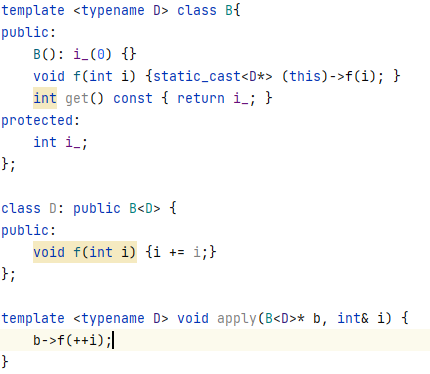 template <typename D> class B{
public:
    B(): i_(0) {}
    void f(int i) {static_cast<D*> (this)->f(i); }
    int get() const { return i_; }
protected:
    int i_;
};

class D: public B<D> {
public:
    void f(int i) {i += i;}
};

template <typename D> void apply(B<D>* b, int& i) {
    b->f(++i);
}